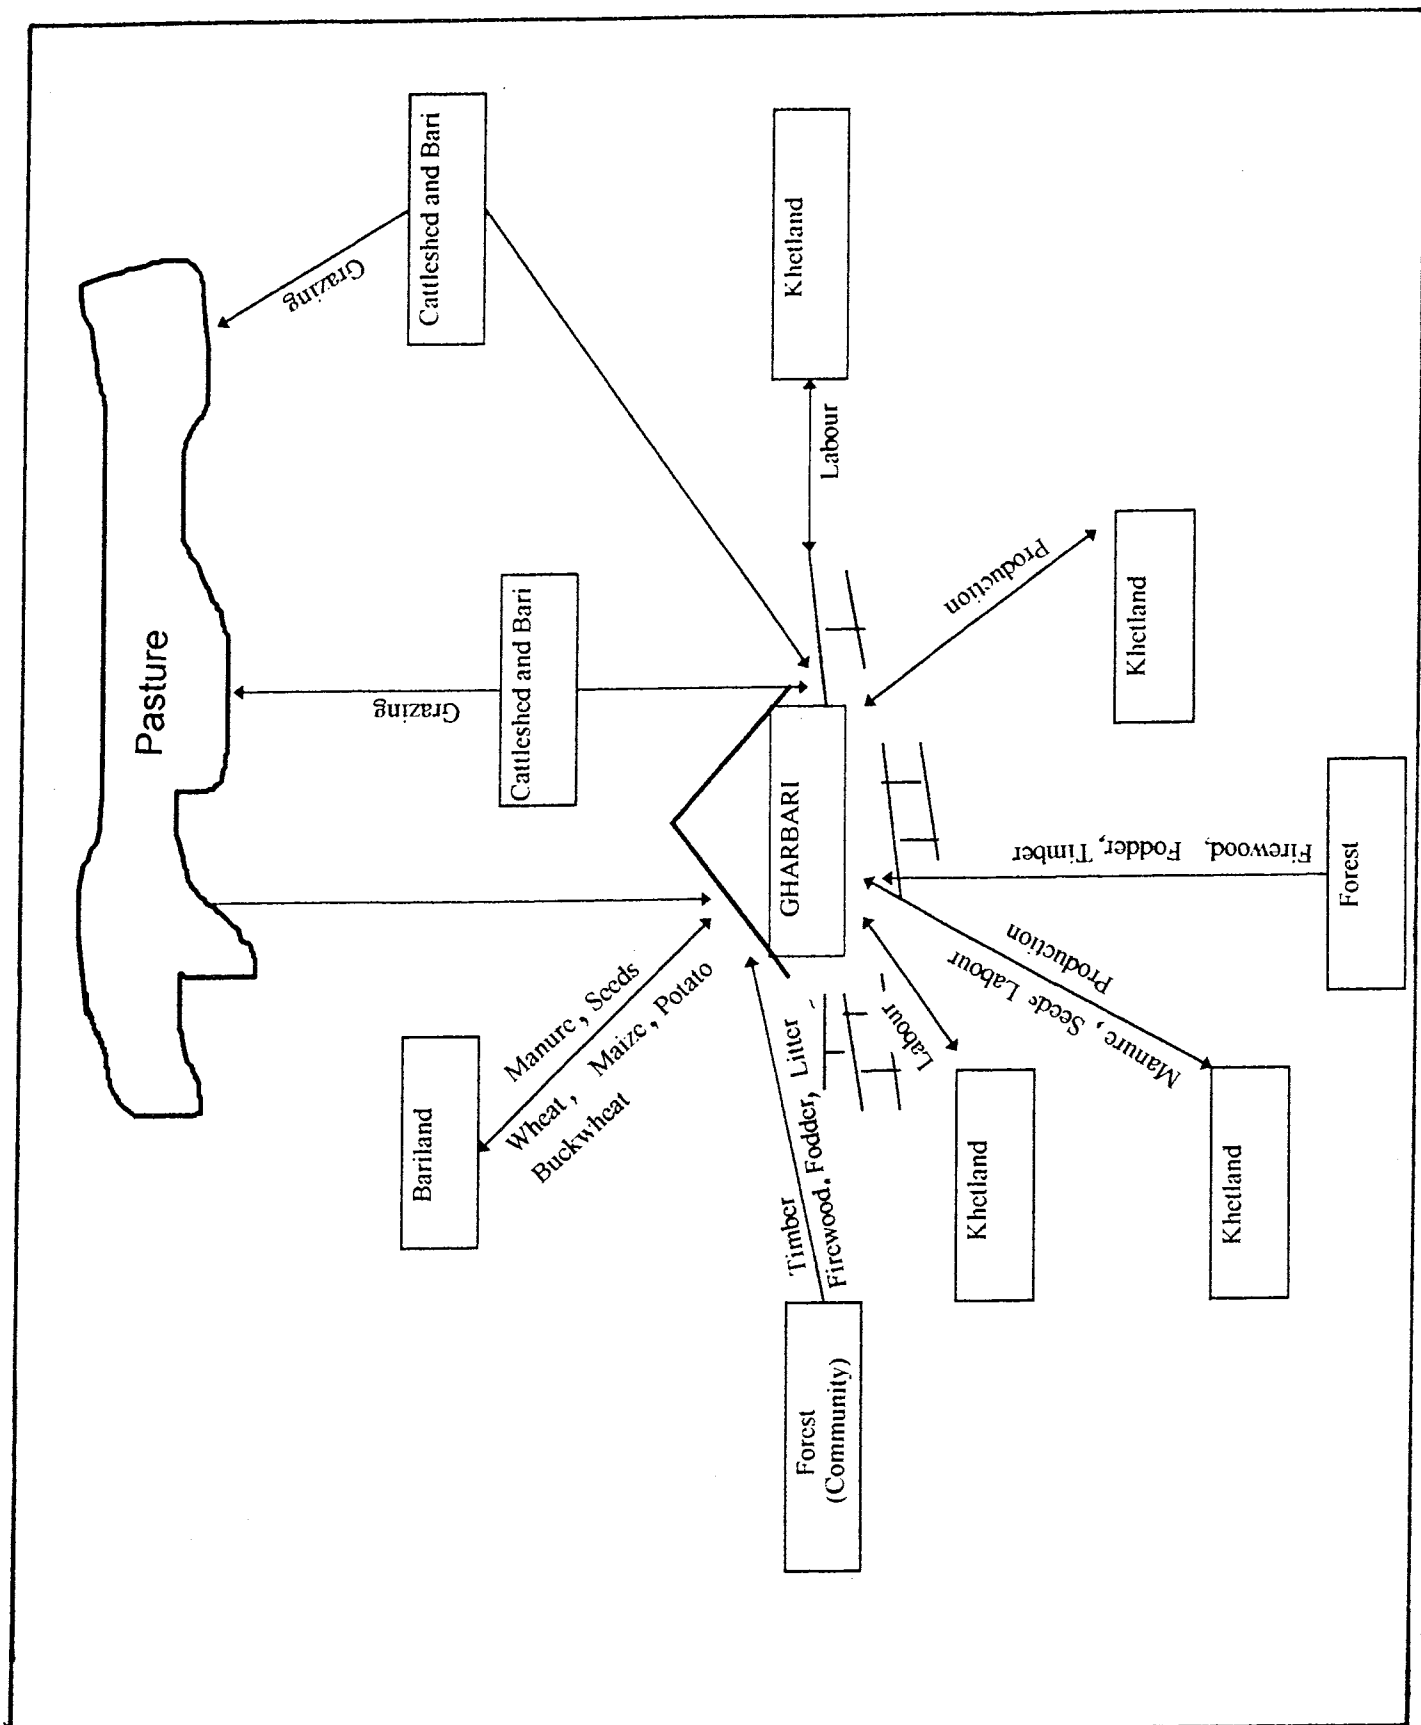 Pasture
Cattleshed and Bari
Grazing
Cattleshed and Bari
Grazing
Khetland
Labour
Bariland
Manure, Seeds
Wheat, Maize, Potato
Buckwheat
GHARBARI
Production
Khetland
Timber
Firewood. Fodder, Litter
Forest
(Community)
Labour
Khetland
Production
Manure, Seeds Labour
Khetland
Firewood, Fodder, Timber
Forest